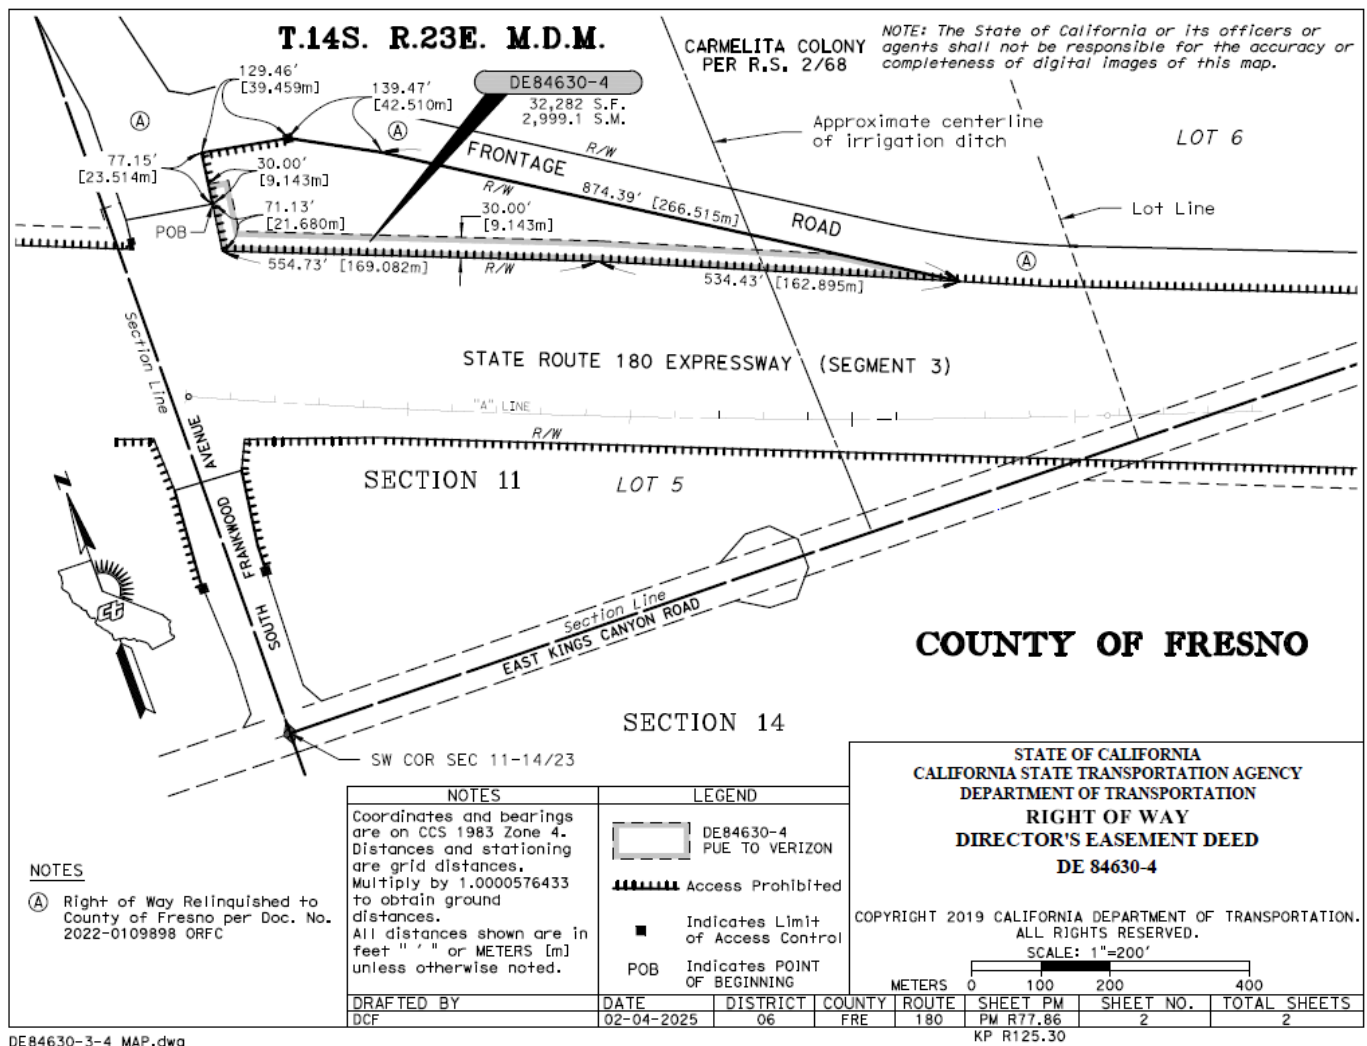 T.14S. R.23E. M.D.M.
CARMELITA COLONY
PER R.S. 2/68
NOTE: The State of California or its officers or
agents shall not be responsible for the accuracy or
completeness of digital images of this map.
129.46'
[39.459m]
139.47'
[42.510m]
DE84630-4
32,282 S.F.
2,999.1 S.M.
A
A
Approximate centerline
of irrigation ditch
LOT 6
FRONTAGE
R/W
77.15'
[23.514m]
30.00'
[9.143m]
R/W
874.39' [266.515m]
ROAD
Lot Line
71.13'
[21.680m]
30.00'
[9.143m]
POB
A
554.73' [169.082m]
R/W
534.43' [162.895m]
Section Line
STATE ROUTE 180 EXPRESSWAY (SEGMENT 3)
"A" LINE
R/W
SECTION 11
LOT 5
SOUTH FRANKWOOD AVENUE
N
ct
Section Line
EAST KINGS CANYON ROAD
COUNTY OF FRESNO
SECTION 14
SW COR SEC 11-14/23
NOTES
A Right of Way Relinquished to
County of Fresno per Doc. No.
2022-0109898 ORFC
NOTES
Coordinates and bearings
are on CCS 1983 Zone 4.
Distances and stationing
are grid distances.
Multiply by 1.0000576433
to obtain ground
distances.
All distances shown are in
feet " ' " or METERS [m]
unless otherwise noted.
LEGEND
DE84630-4
PUE TO VERIZON
Access Prohibited
Indicates Limit
of Access Control
POB Indicates POINT
OF BEGINNING
STATE OF CALIFORNIA
CALIFORNIA STATE TRANSPORTATION AGENCY
DEPARTMENT OF TRANSPORTATION
RIGHT OF WAY
DIRECTOR'S EASEMENT DEED
DE 84630-4
COPYRIGHT 2019 CALIFORNIA DEPARTMENT OF TRANSPORTATION.
ALL RIGHTS RESERVED.
SCALE: 1"=200'
METERS 0 100 200 400
DRAFTED BY DATE DISTRICT COUNTY ROUTE SHEET PM SHEET NO. TOTAL SHEETS
DCF 02-04-2025 06 FRE 180 PM R77.86 2 2
KP R125.30
DE84630-3-4 MAP.dwg